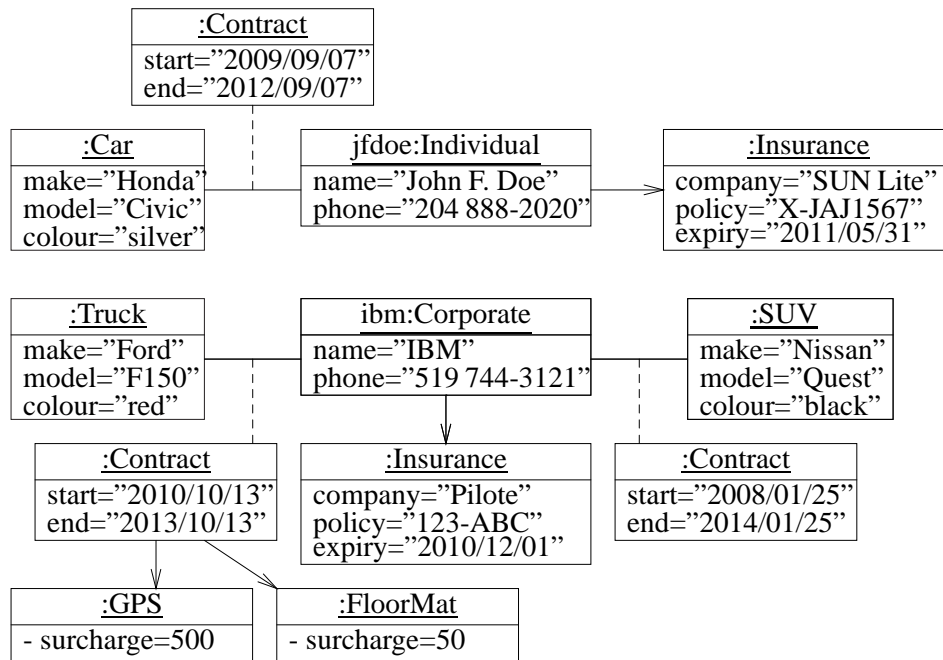 :Contract
start=”2009/09/07”
end=”2012/09/07”
:Car
make=”Honda”
model=”Civic”
colour=”silver”
jfdoe:Individual
name=”John F. Doe”
phone=”204 888-2020”
:Insurance
company=”SUN Lite”
policy=”X-JAJ1567”
expiry=”2011/05/31”
:Truck
make=”Ford”
model=”F150”
colour=”red”
ibm:Corporate
name=”IBM”
phone=”519 744-3121”
:SUV
make=”Nissan”
model=”Quest”
colour=”black”
:Contract
start=”2010/10/13”
end=”2013/10/13”
:Insurance
company=”Pilote”
policy=”123-ABC”
expiry=”2010/12/01”
:Contract
start=”2008/01/25”
end=”2014/01/25”
:GPS
- surcharge=500
:FloorMat
- surcharge=50